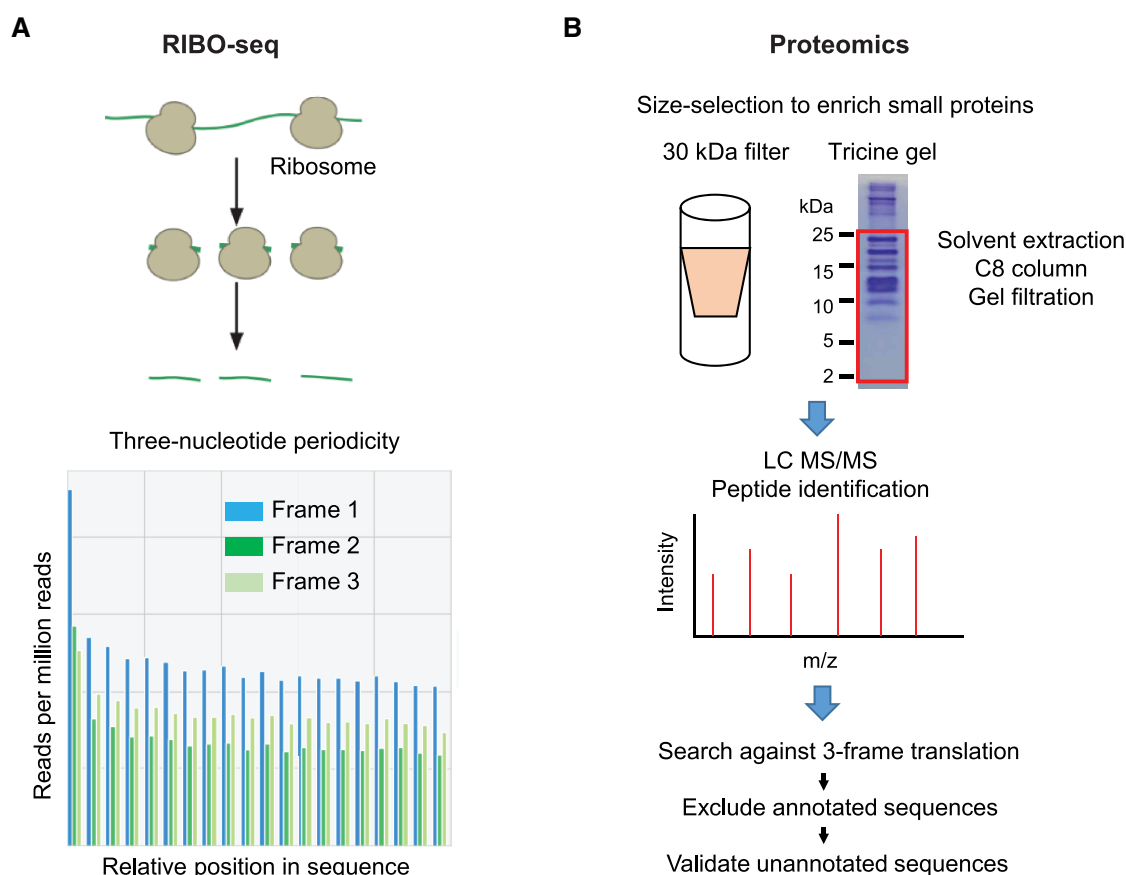 A
RIBO-seq
Ribosome
Three-nucleotide periodicity
Frame 1
Frame 2
Frame 3
Reads per million reads
Relative position in sequence
B
Proteomics
Size-selection to enrich small proteins
30 kDa filter
Tricine gel
kDa
25
15
10
5
2
Solvent extraction
C8 column
Gel filtration
LC MS/MS
Peptide identification
Intensity
m/z
Search against 3-frame translation
Exclude annotated sequences
Validate unannotated sequences